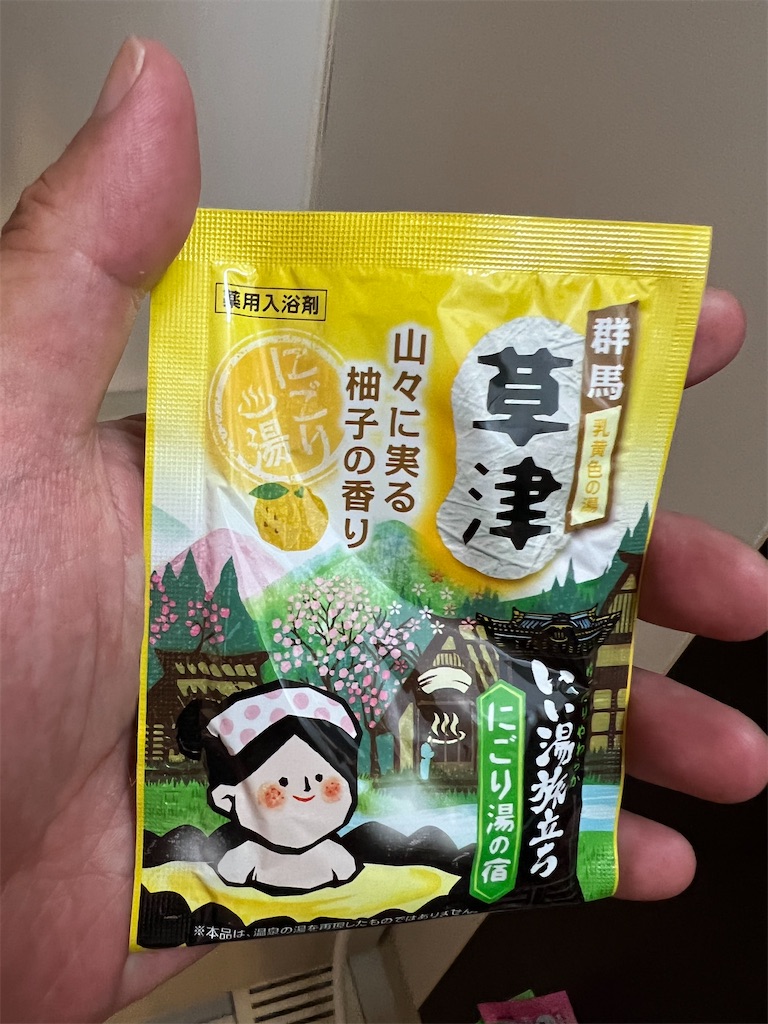 薬用入浴剤
群馬
乳黄色の湯
草津
山々に実る
柚子の香り
にごり
湯
いい湯旅立ち
にごり湯の宿
※本品は、温泉の湯を再現したものではありません。